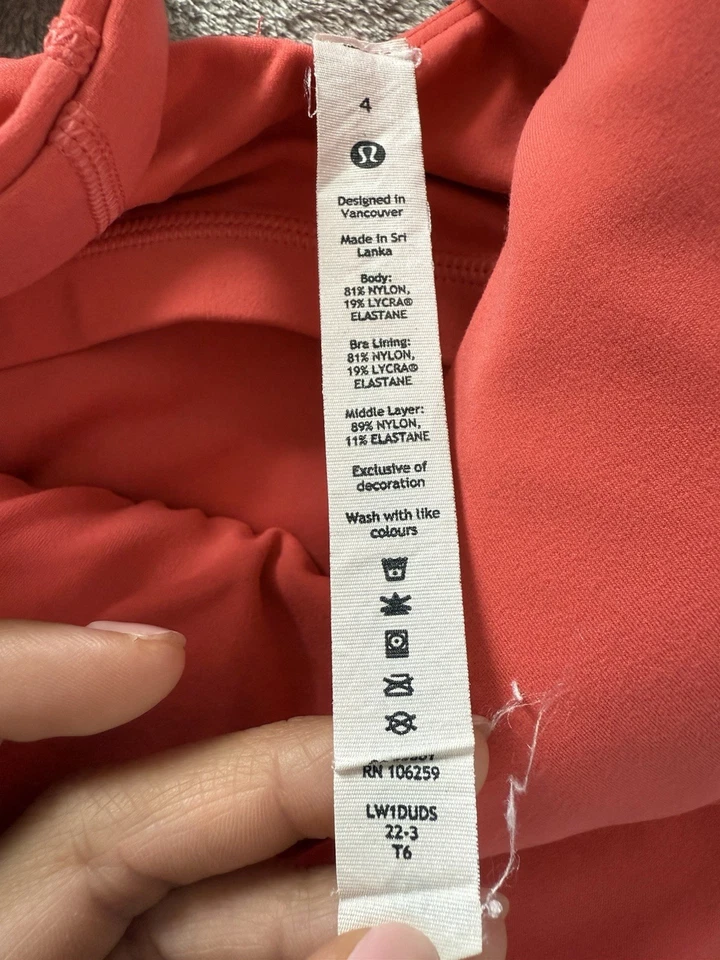 4
Designed in
Vancouver
Made in Sri
Lanka
Body:
81% NYLON,
19% LYCRA®
ELASTANE
Bra Lining:
81% NYLON,
19% LYCRA®
ELASTANE
Middle Layer:
89% NYLON,
11% ELASTANE
Exclusive of
decoration
Wash with like
colours
RN 106259
LW1DUDS
22-3
T6